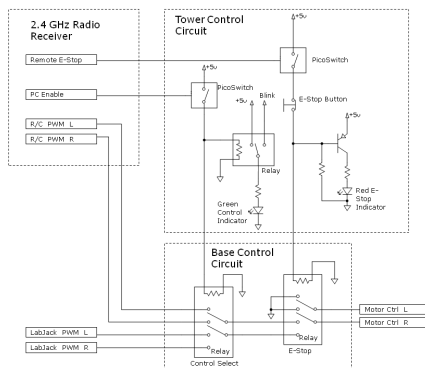 2.4 GHz Radio
Receiver
Remote E-Stop
PC Enable
R/C PWM L
R/C PWM R
Tower Control
Circuit
+5v
PicoSwitch
+5v
PicoSwitch
+5v
Blink
E-Stop Button
+5v
Relay
Green
Control
Indicator
Red E-
Stop
Indicator
Base Control
Circuit
LabJack PWM L
LabJack PWM R
Relay
Control Select
Relay
E-Stop
Motor Ctrl L
Motor Ctrl R